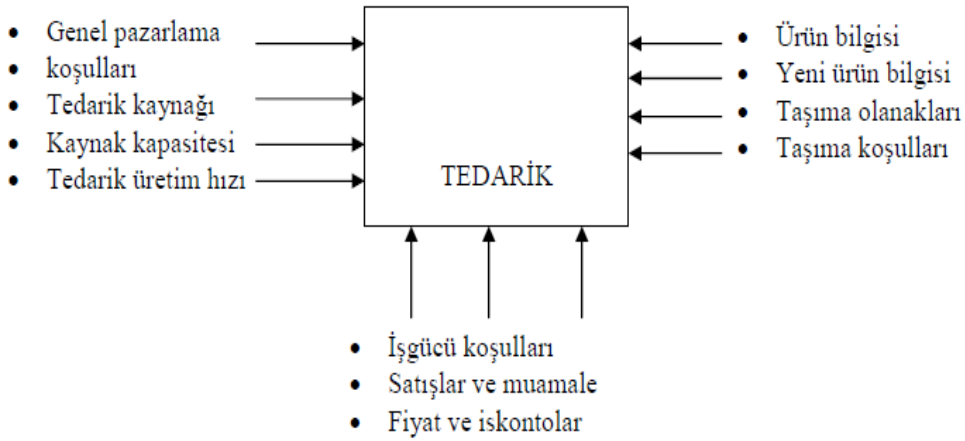 • Genel pazarlama
• koşulları
• Tedarik kaynağı
• Kaynak kapasitesi
• Tedarik üretim hızı
TEDARİK
• Ürün bilgisi
• Yeni ürün bilgisi
• Taşıma olanakları
• Taşıma koşulları
• İşgücü koşulları
• Satışlar ve muamale
• Fiyat ve iskontolar